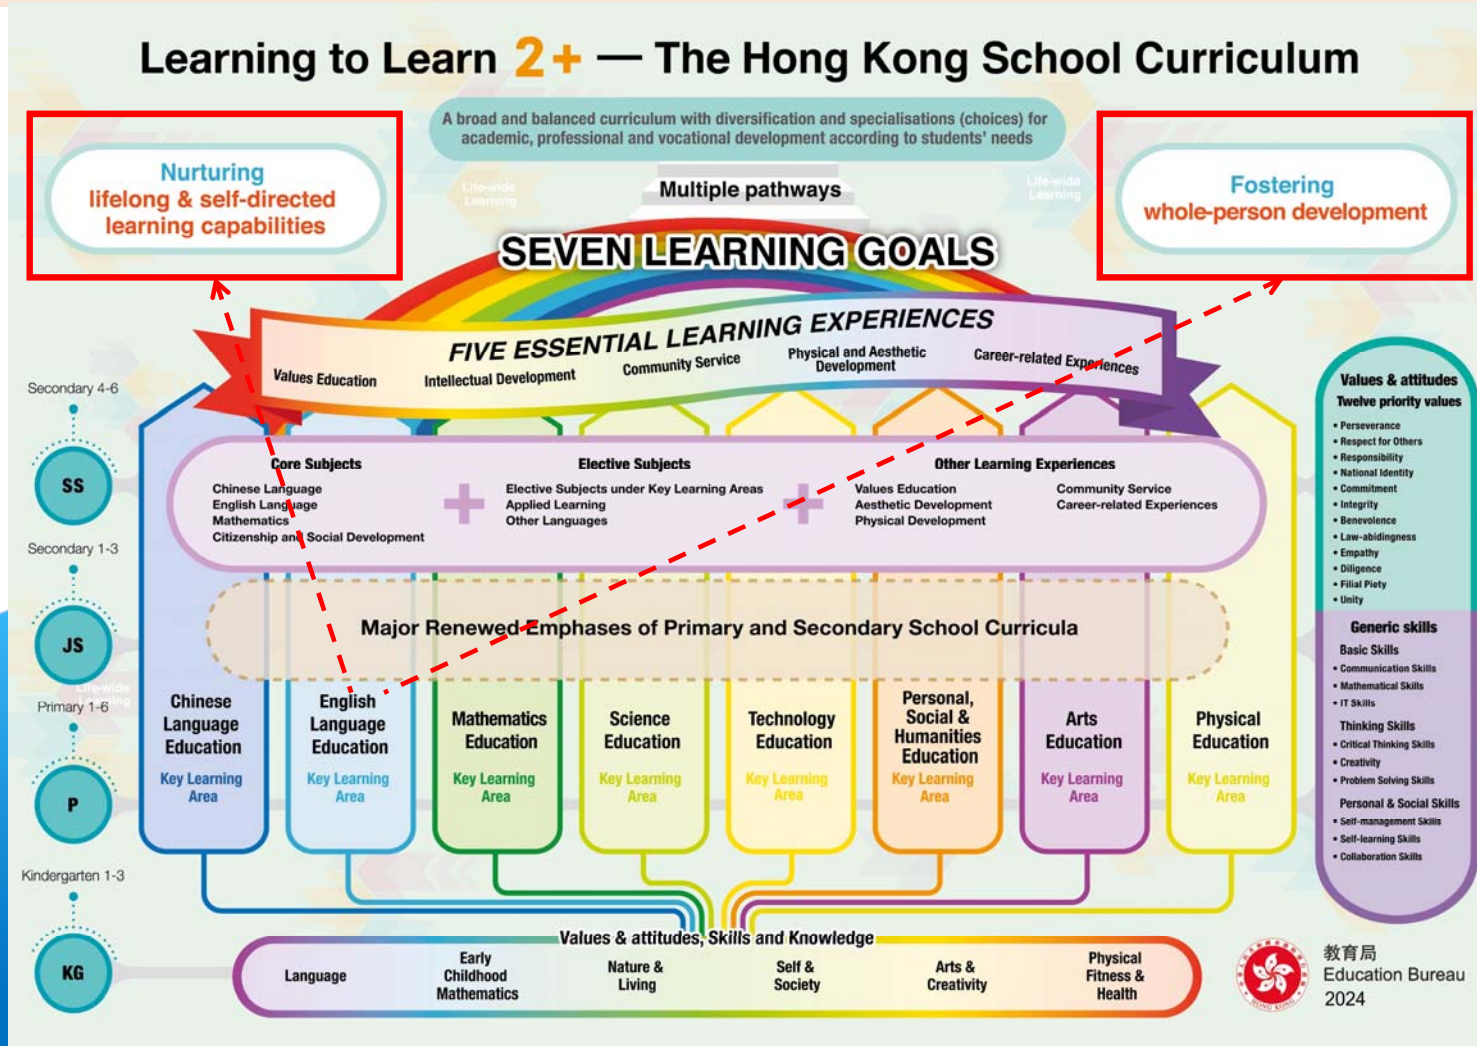 Learning to Learn 2+ — The Hong Kong School Curriculum
A broad and balanced curriculum with diversification and specialisations (choices) for
academic, professional and vocational development according to students' needs
Nurturing
lifelong & self-directed
learning capabilities
Life-wide
Learning
Multiple pathways
Life-wide
Learning
Fostering
whole-person development
SEVEN LEARNING GOALS
FIVE ESSENTIAL LEARNING EXPERIENCES
Values Education
Intellectual Development
Community Service
Physical and Aesthetic
Development
Career-related Experiences
Secondary 4-6
SS
Secondary 1-3
JS
Life-wide
Learning
Primary 1-6
P
Kindergarten 1-3
KG
Core Subjects
Chinese Language
English Language
Mathematics
Citizenship and Social Development
+
Elective Subjects
Elective Subjects under Key Learning Areas
Applied Learning
Other Languages
+
Other Learning Experiences
Values Education
Aesthetic Development
Physical Development
Community Service
Career-related Experiences
Major Renewed Emphases of Primary and Secondary School Curricula
Chinese
Language
Education
Key Learning
Area
English
Language
Education
Key Learning
Area
Mathematics
Education
Key Learning
Area
Science
Education
Key Learning
Area
Technology
Education
Key Learning
Area
Personal,
Social &
Humanities
Education
Key Learning
Area
Arts
Education
Key Learning
Area
Physical
Education
Key Learning
Area
Values & attitudes, Skills and Knowledge
Language
Early
Childhood
Mathematics
Nature &
Living
Self &
Society
Arts &
Creativity
Physical
Fitness &
Health
Values & attitudes
Twelve priority values
• Perseverance
• Respect for Others
• Responsibility
• National Identity
• Commitment
• Integrity
• Benevolence
• Law-abidingness
• Empathy
• Diligence
• Filial Piety
• Unity
Generic skills
Basic Skills
• Communication Skills
• Mathematical Skills
• IT Skills
Thinking Skills
• Critical Thinking Skills
• Creativity
• Problem Solving Skills
Personal & Social Skills
• Self-management Skills
• Self-learning Skills
• Collaboration Skills
HONG KONG
教育局
Education Bureau
2024